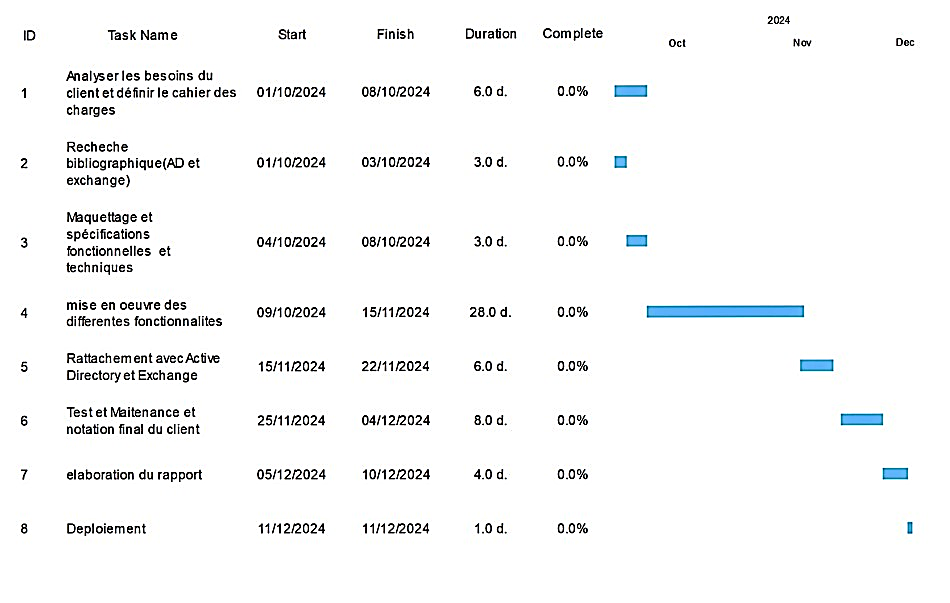 2024
ID Task Name Start Finish Duration Complete Oct Nov Dec
Analyser les besoins du
1 client et définir le cahier des 01/10/2024 08/10/2024 6.0 d. 0.0%
charges
Recheche
2 bibliographique(AD et 01/10/2024 03/10/2024 3.0 d. 0.0%
exchange)
Maquettage et
spécifications
3 fonctionnelles et 04/10/2024 08/10/2024 3.0 d. 0.0%
techniques
mise en oeuvre des
4 differentes fonctionnalites 09/10/2024 15/11/2024 28.0 d. 0.0%
Rattachement avec Active
5 Directory et Exchange 15/11/2024 22/11/2024 6.0 d. 0.0%
Test et Maitenance et
6 notation final du client 25/11/2024 04/12/2024 8.0 d. 0.0%
7 elaboration du rapport 05/12/2024 10/12/2024 4.0 d. 0.0%
8 Deploiement 11/12/2024 11/12/2024 1.0 d. 0.0%